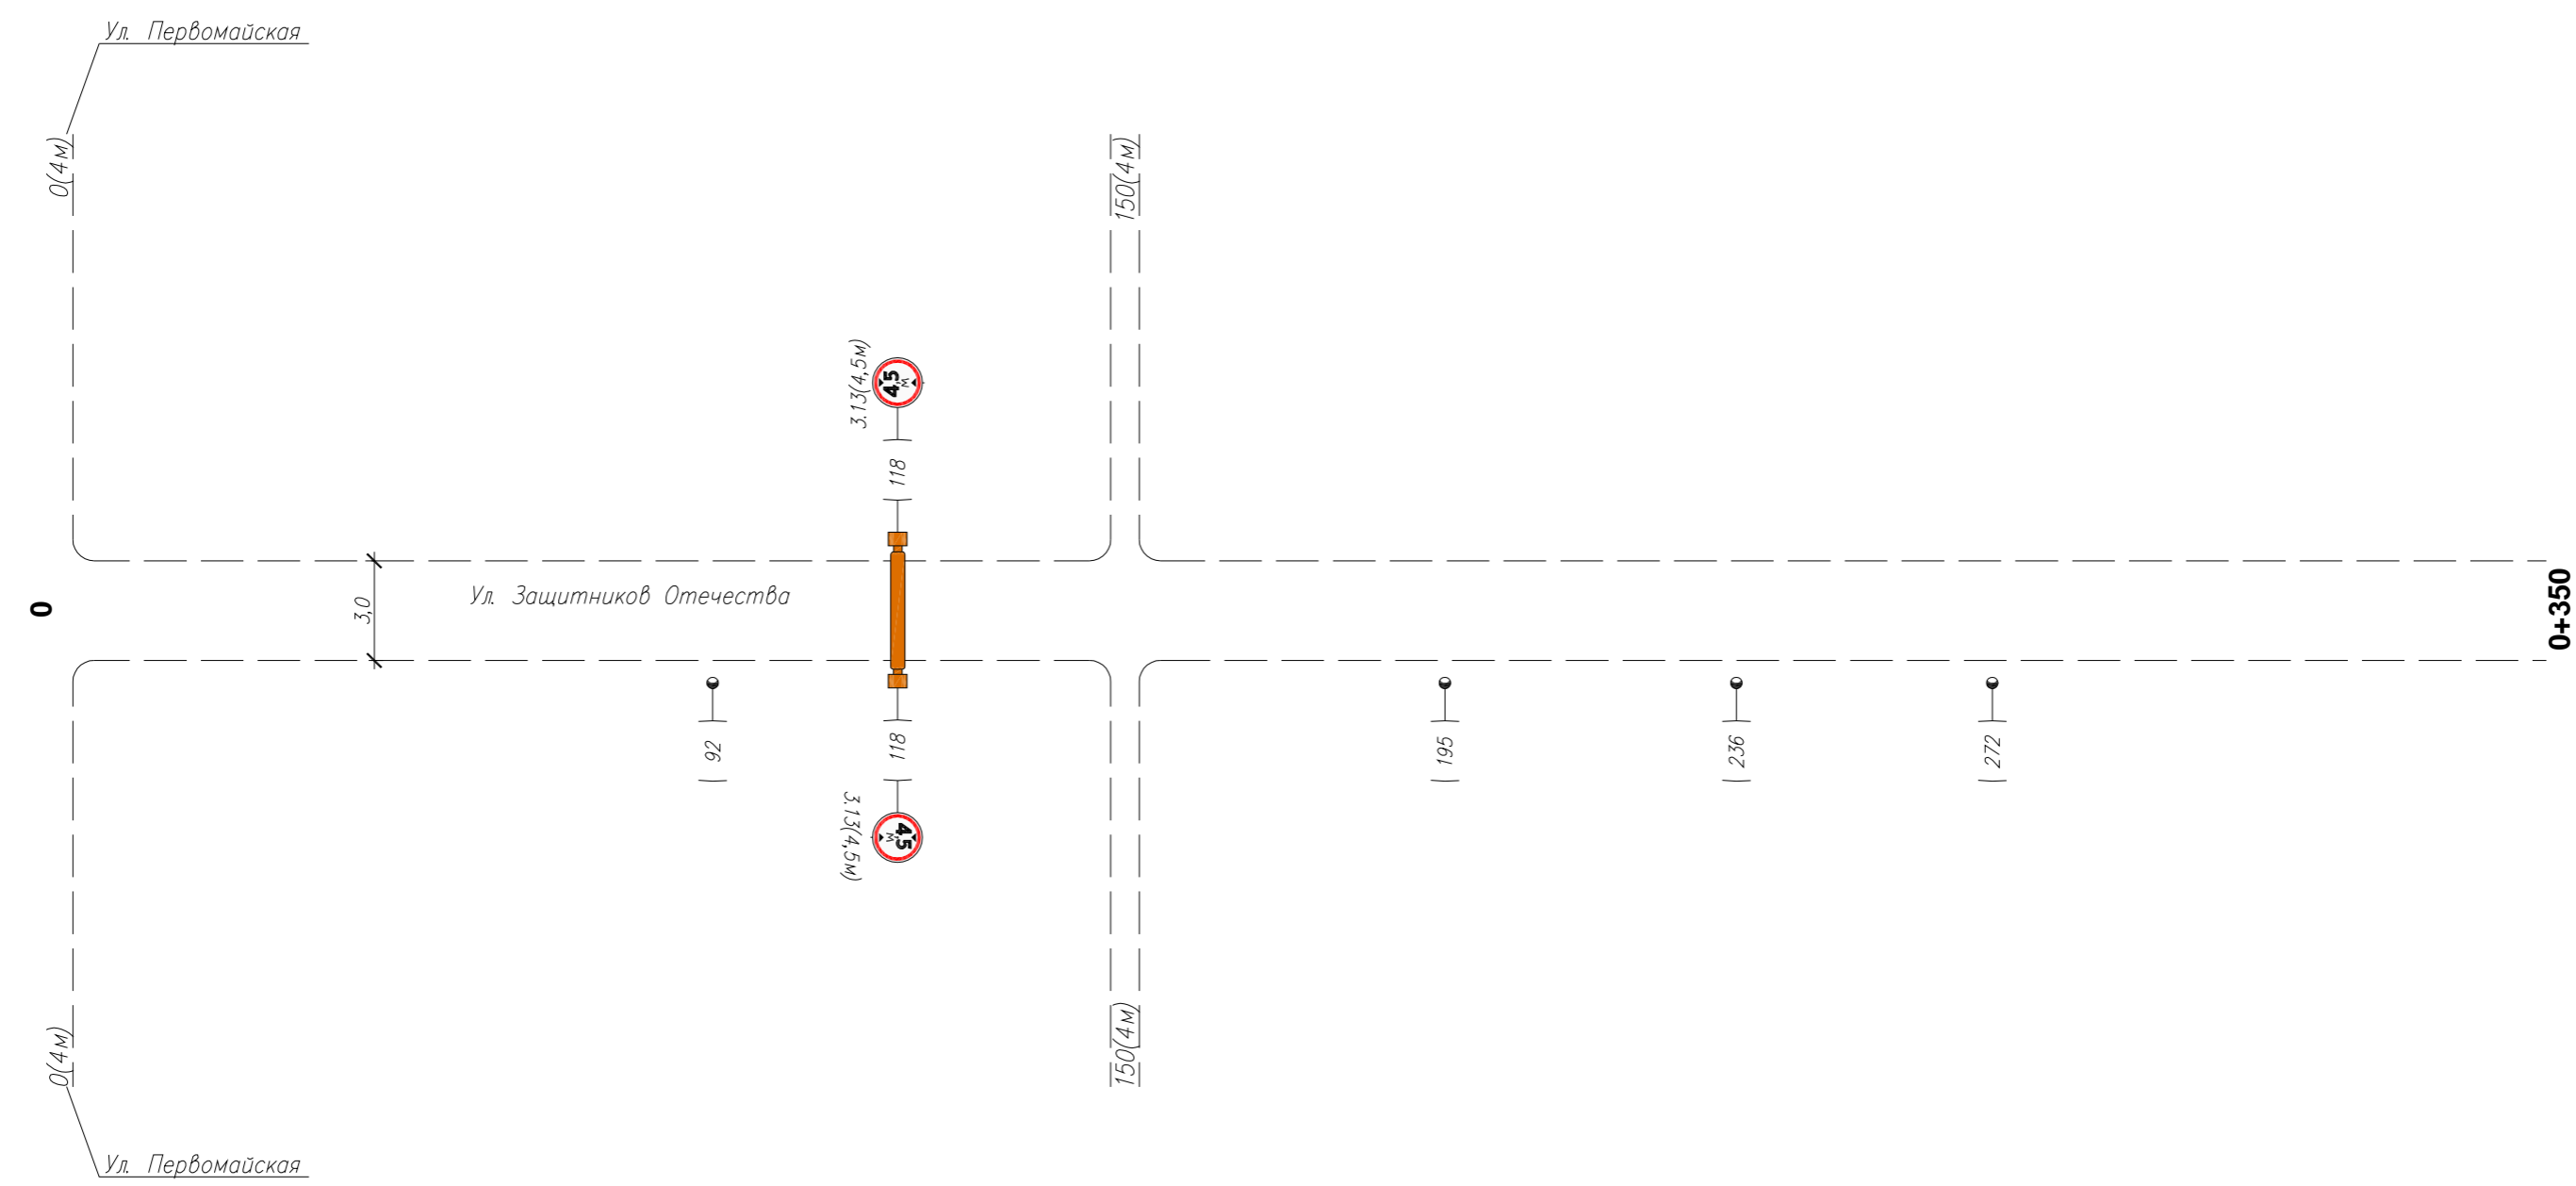 Ул. Первомайская
0(4м)
150(4м)
3.13(4,5м)
4,5
м
118
0
3,0
Ул. Защитников Отечества
0+350
92
118
195
236
272
3.13(4,5м)
4,5
м
0(4м)
150(4м)
Ул. Первомайская